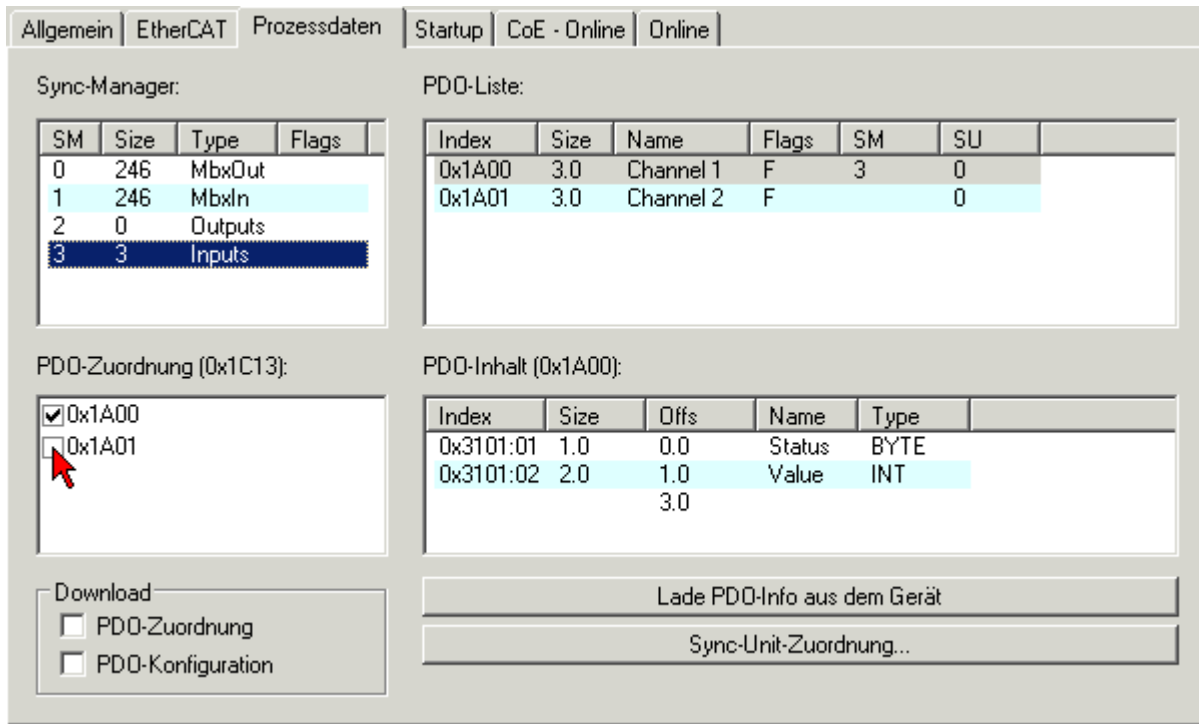 Allgemein EtherCAT Prozessdaten Startup CoE - Online Online
Sync-Manager:
SM Size Type Flags
0 246 MbxOut
1 246 MbxIn
2 0 Outputs
3 3 Inputs
PDO-Liste:
Index Size Name Flags SM SU
0x1A00 3.0 Channel 1 F 3 0
0x1A01 3.0 Channel 2 F 0
PDO-Zuordnung (0x1C13):
0x1A00
0x1A01
PDO-Inhalt (0x1A00):
Index Size Offs Name Type
0x3101:01 1.0 0.0 Status BYTE
0x3101:02 2.0 1.0 Value INT
3.0
Download
PDO-Zuordnung
PDO-Konfiguration
Lade PDO-Info aus dem Gerät
Sync-Unit-Zuordnung...